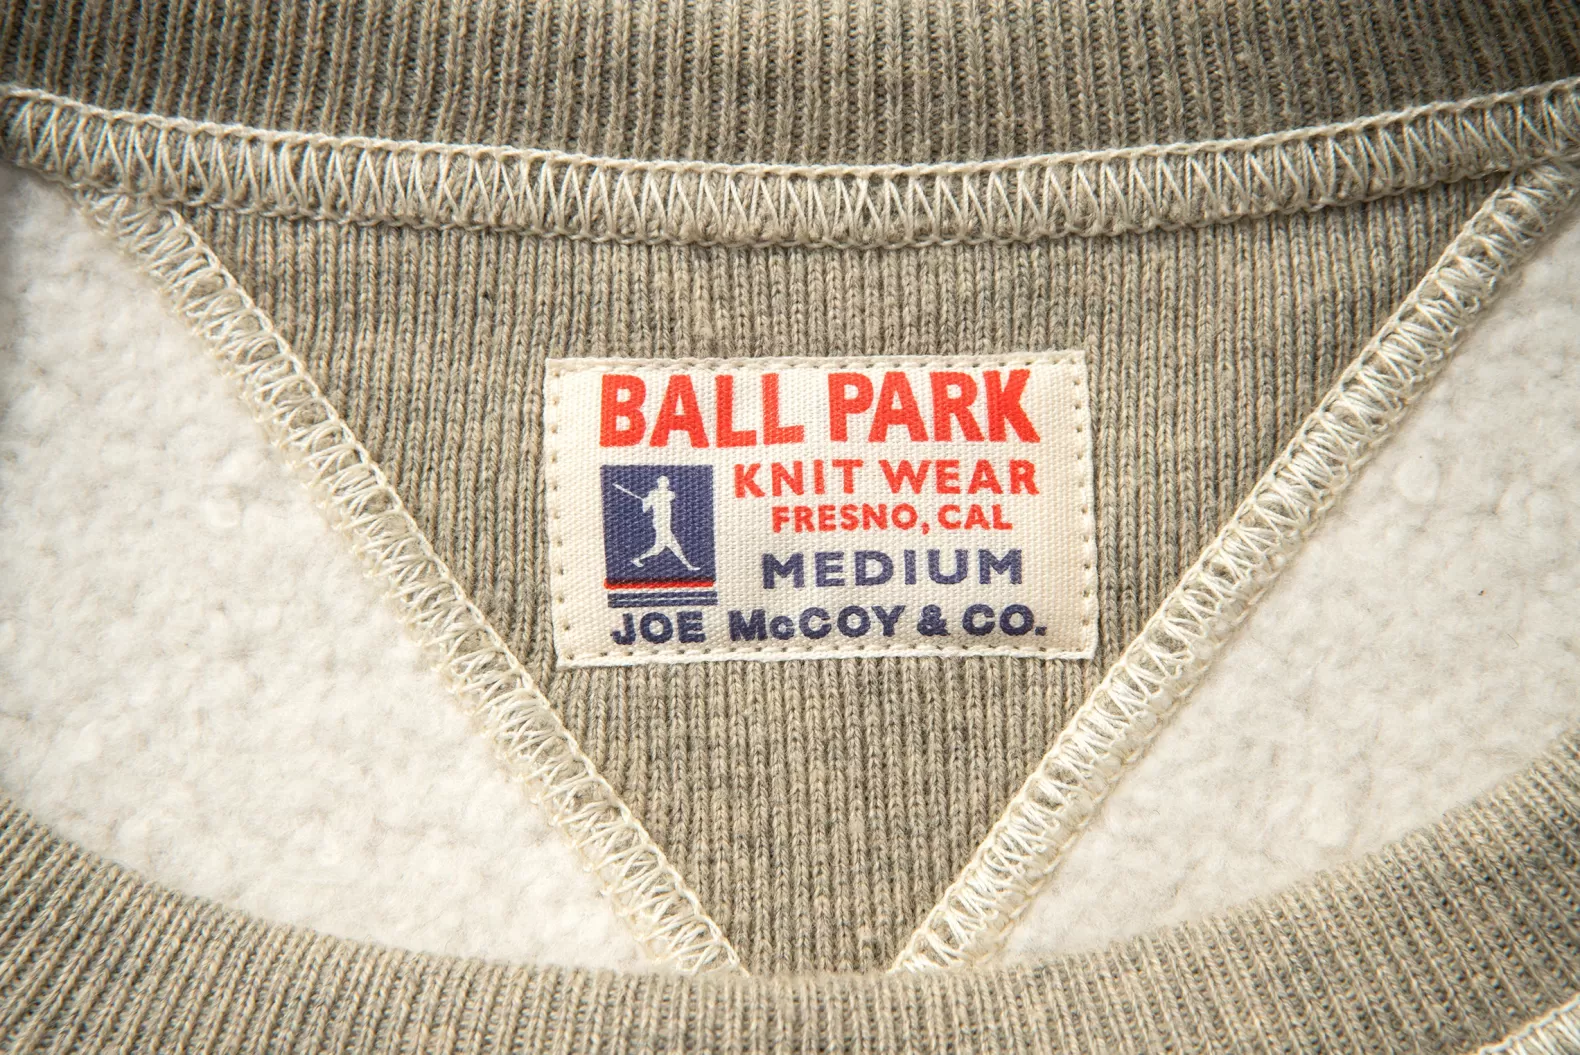 BALL PARK
KNIT WEAR
FRESNO, CAL
MEDIUM
JOE McCOY & CO.